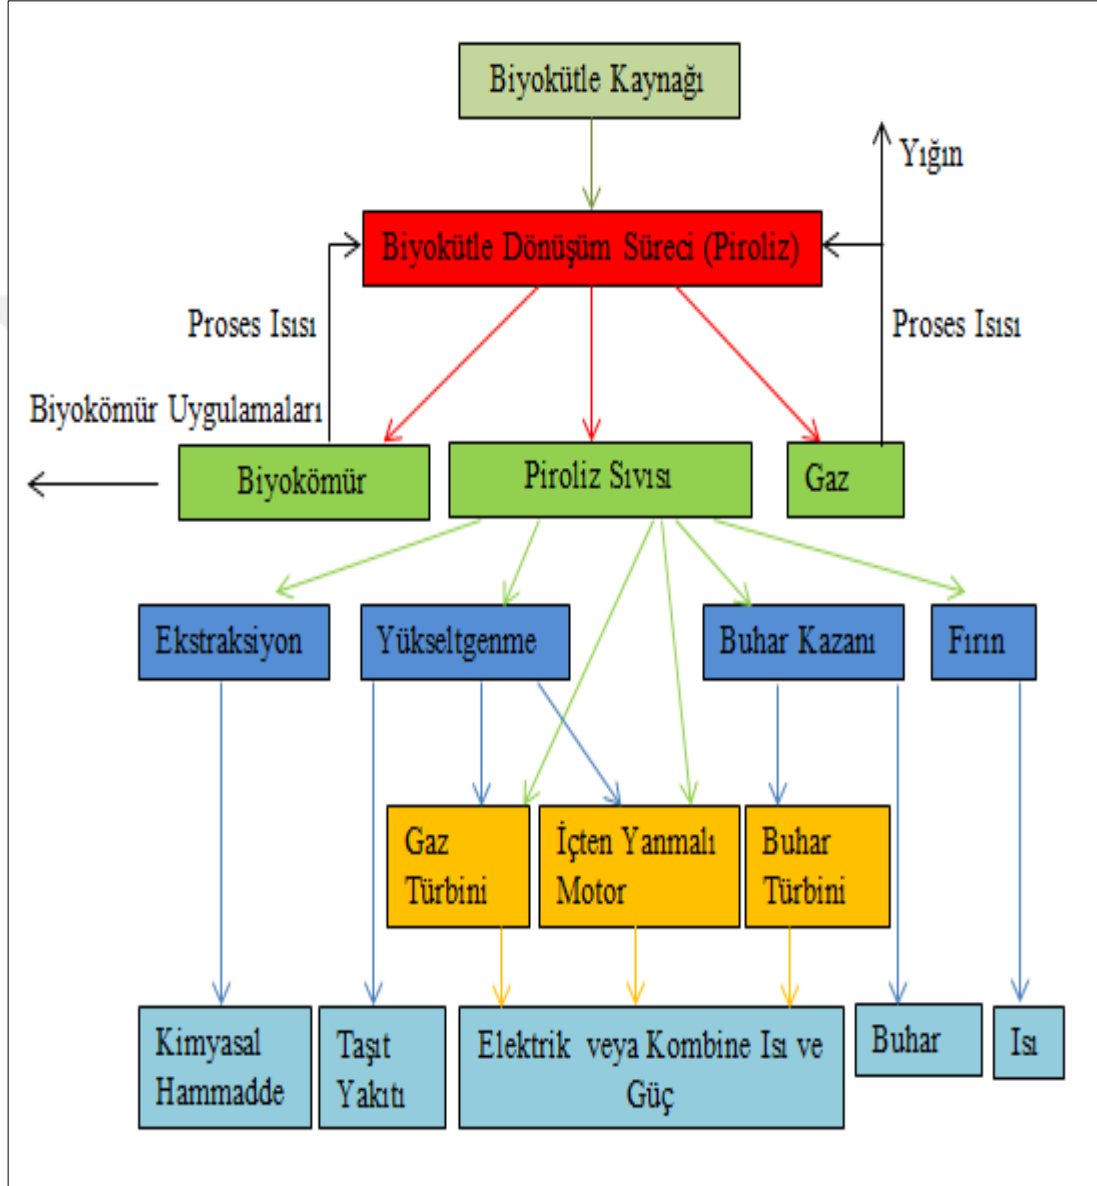 Biyokütle Kaynağı
Yığın
Biyokütle Dönüşüm Süreci (Piroliz)
Proses Isısı
Proses Isısı
Biyokömür Uygulamaları
Biyokömür
Piroliz Sıvısı
Gaz
Ekstraksiyon
Yükseltgenme
Buhar Kazanı
Fırın
Gaz
Türbini
İçten Yanmalı
Motor
Buhar
Türbini
Kimyasal
Hammadde
Taşıt
Yakıtı
Elektrik veya Kombine Isı ve
Güç
Buhar
Isı